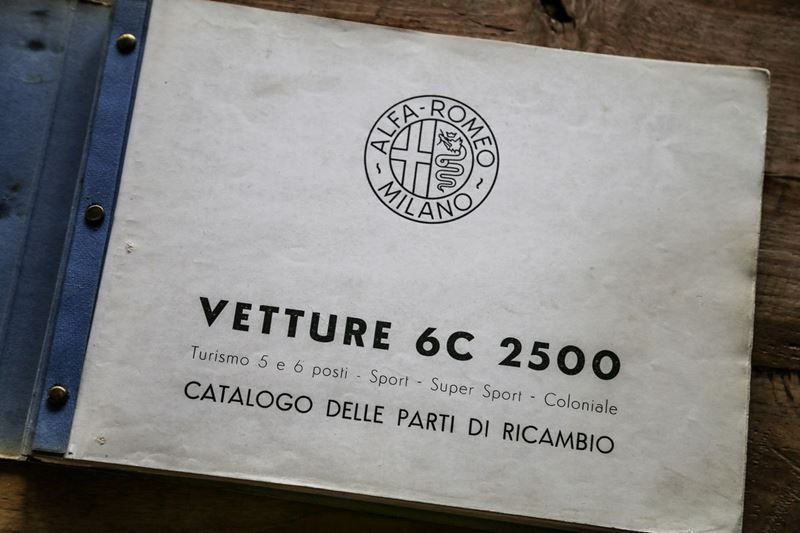 ALFA-ROMEO
~ MILANO ~
VETTURE 6C 2500
Turismo 5 e 6 posti - Sport - Super Sport - Coloniale
CATALOGO DELLE PARTI DI RICAMBIO